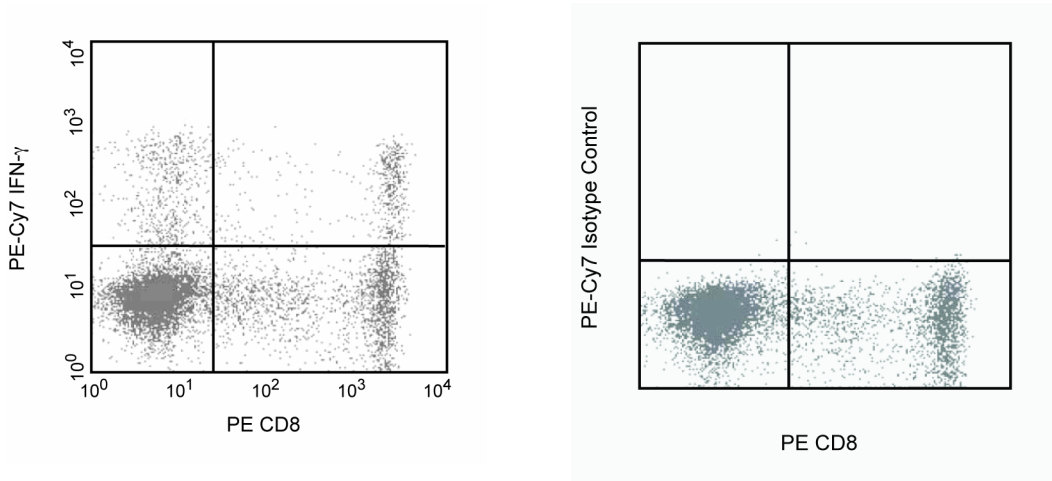 PE-Cy7 IFN-γ
10⁴
10³
10²
10¹
10⁰
10⁰ 10¹ 10² 10³ 10⁴
PE CD8
PE-Cy7 Isotype Control
PE CD8